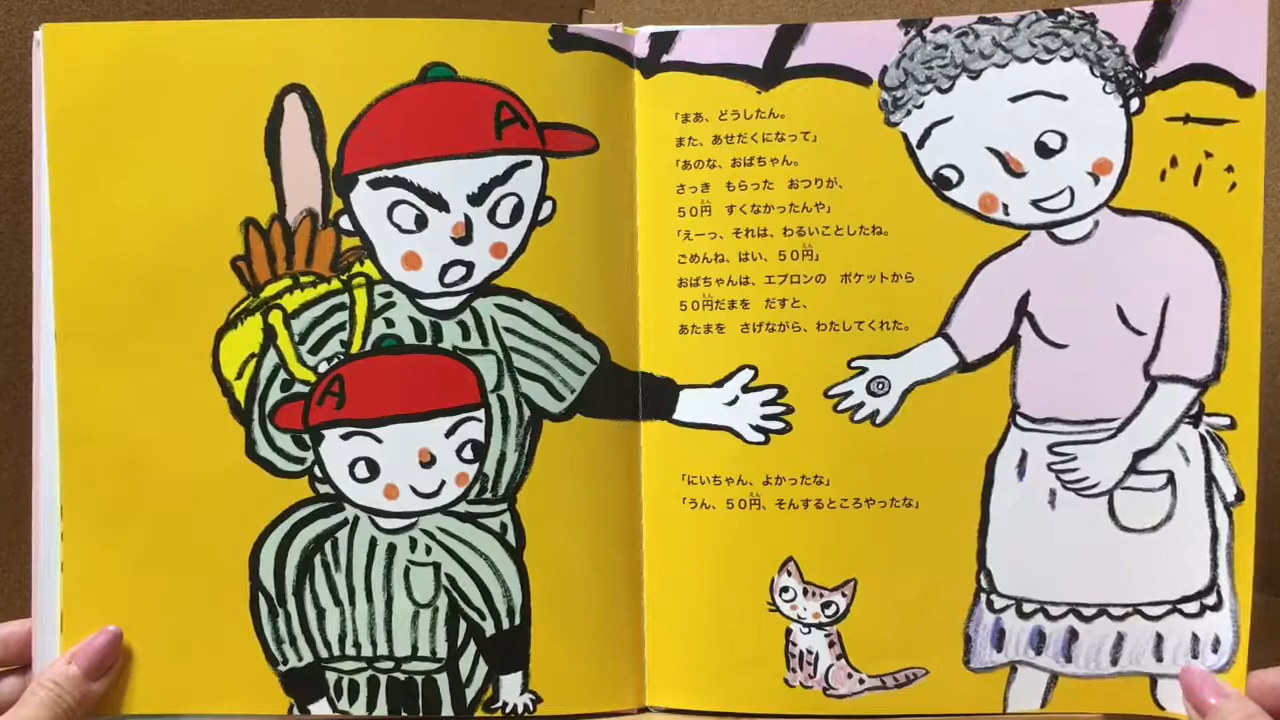 A
A
「まあ、どうしたん。
また、あせだくになって」
「あのな、おばちゃん。
さっき　もらった　おつりが、
５０円　すくなかったんや」
「えーっ、それは、わるいことしたね。
ごめんね、はい、５０円」
おばちゃんは、エプロンの　ポケットから
５０円だまを　だすと、
あたまを　さげながら、わたしてくれた。
「にいちゃん、よかったな」
「うん、５０円、そんするところやったな」